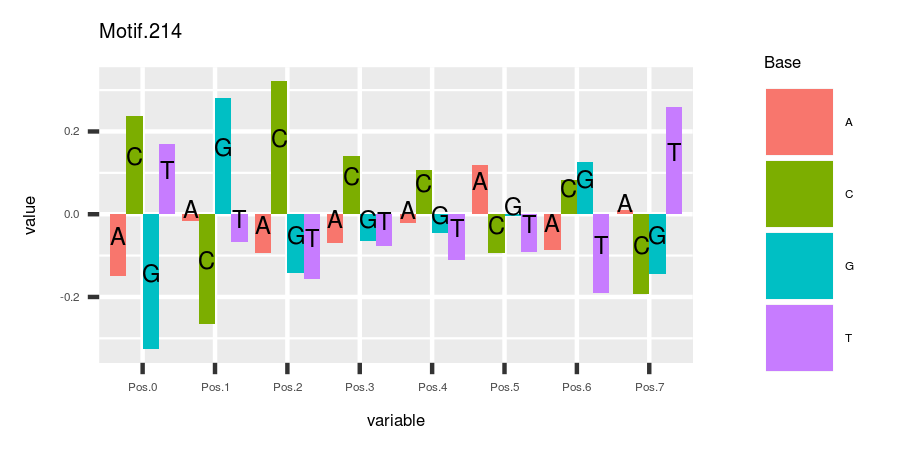 Motif.214
Base
A
C
G
T
value
0.2
0.0
-0.2
A C G T A C G T A C G T A C G T A C G T A C G T A C G T A C G T
Pos.0 Pos.1 Pos.2 Pos.3 Pos.4 Pos.5 Pos.6 Pos.7
variable